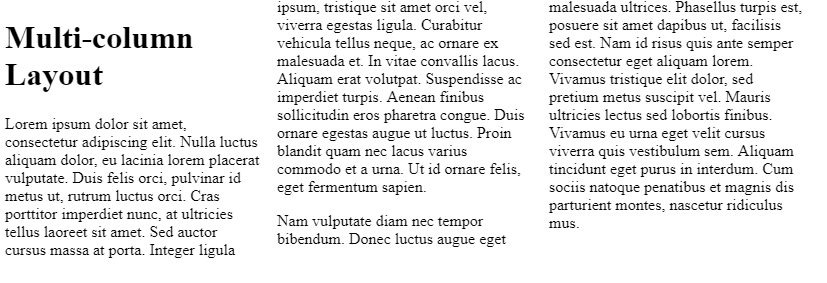 Multi-column
Layout
Lorem ipsum dolor sit amet,
consectetur adipiscing elit. Nulla luctus
aliquam dolor, eu lacinia lorem placerat
vulputate. Duis felis orci, pulvinar id
metus ut, rutrum luctus orci. Cras
porttitor imperdiet nunc, at ultricies
tellus laoreet sit amet. Sed auctor
cursus massa at porta. Integer ligula
ipsum, tristique sit amet orci vel,
viverra egestas ligula. Curabitur
vehicula tellus neque, ac ornare ex
malesuada et. In vitae convallis lacus.
Aliquam erat volutpat. Suspendisse ac
imperdiet turpis. Aenean finibus
sollicitudin eros pharetra congue. Duis
ornare egestas augue ut luctus. Proin
blandit quam nec lacus varius
commodo et a urna. Ut id ornare felis,
eget fermentum sapien.
Nam vulputate diam nec tempor
bibendum. Donec luctus augue eget
malesuada ultrices. Phasellus turpis est,
posuere sit amet dapibus ut, facilisis
sed est. Nam id risus quis ante semper
consectetur eget aliquam lorem.
Vivamus tristique elit dolor, sed
pretium metus suscipit vel. Mauris
ultricies lectus sed lobortis finibus.
Vivamus eu urna eget velit cursus
viverra quis vestibulum sem. Aliquam
tincidunt eget purus in interdum. Cum
sociis natoque penatibus et magnis dis
parturient montes, nascetur ridiculus
mus.